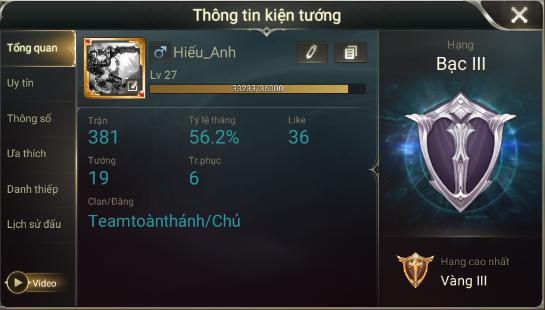 Thông tin kiện tướng
Tổng quan
Uy tín
Thông số
Ưa thích
Danh thiếp
Lịch sử đấu
Video
Hiếu_Anh
Lv 27
33233/36000
Trận
Tỷ lệ thắng
Like
381
56.2%
36
Tướng
Tr.phục
19
6
Clan/Đăng
Teamtoànthánh/Chủ
Hạng
Bạc III
Hạng cao nhất
Vàng III